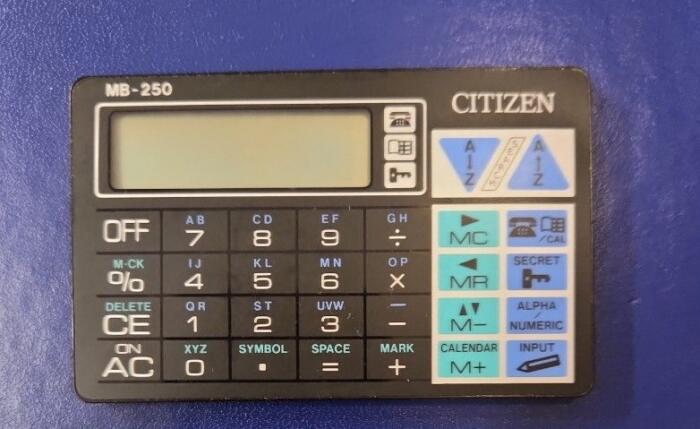 MB-250
CITIZEN
A Z SEARCH A Z
OFF
AB
7
CD
8
EF
9
GH
÷
MC
/CAL
M-CK
%
IJ
4
KL
5
MN
6
OP
×
MR
SECRET
DELETE
CE
QR
1
ST
2
UVW
3
—
−
M−
ALPHA
/
NUMERIC
ON
AC
XYZ
0
SYMBOL
.
SPACE
=
MARK
+
CALENDAR
M+
INPUT